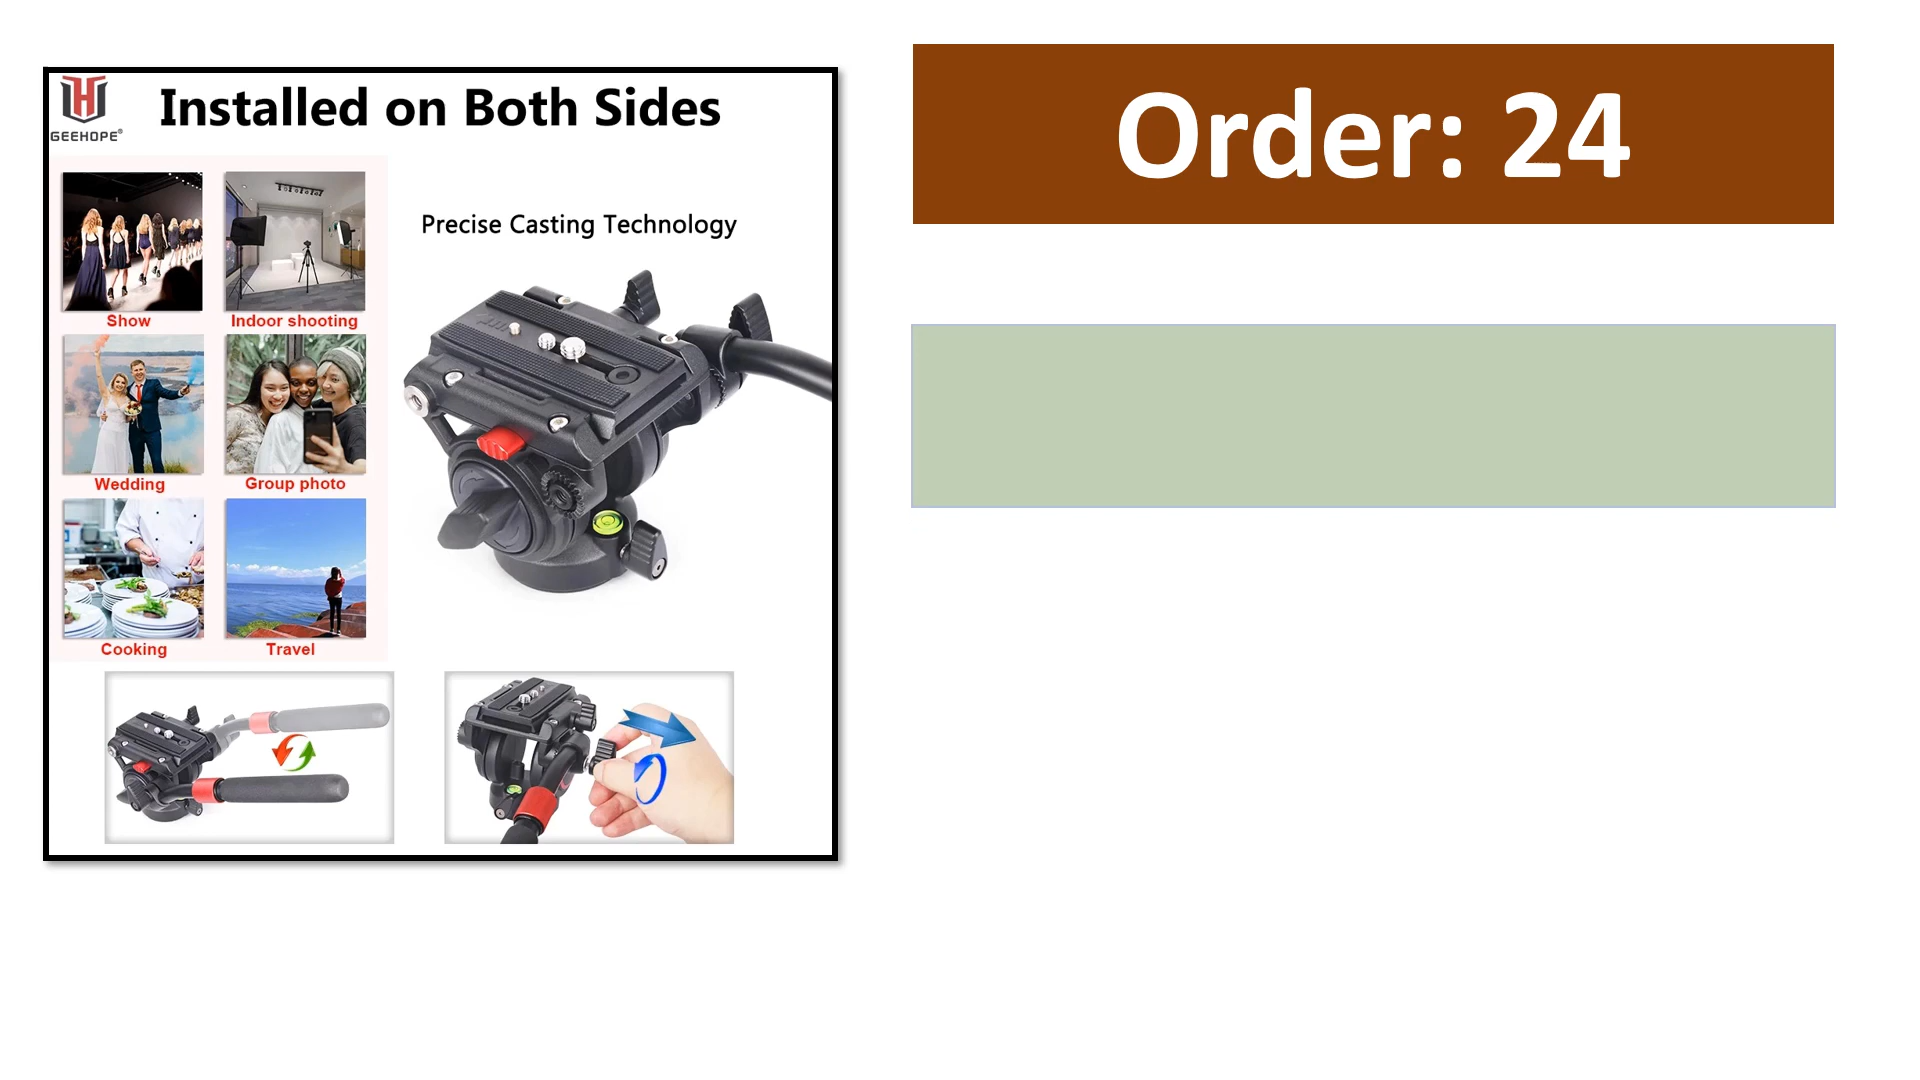 GEEHOPE®
Installed on Both Sides
Precise Casting Technology
Show
Indoor shooting
Wedding
Group photo
Cooking
Travel
Order: 24